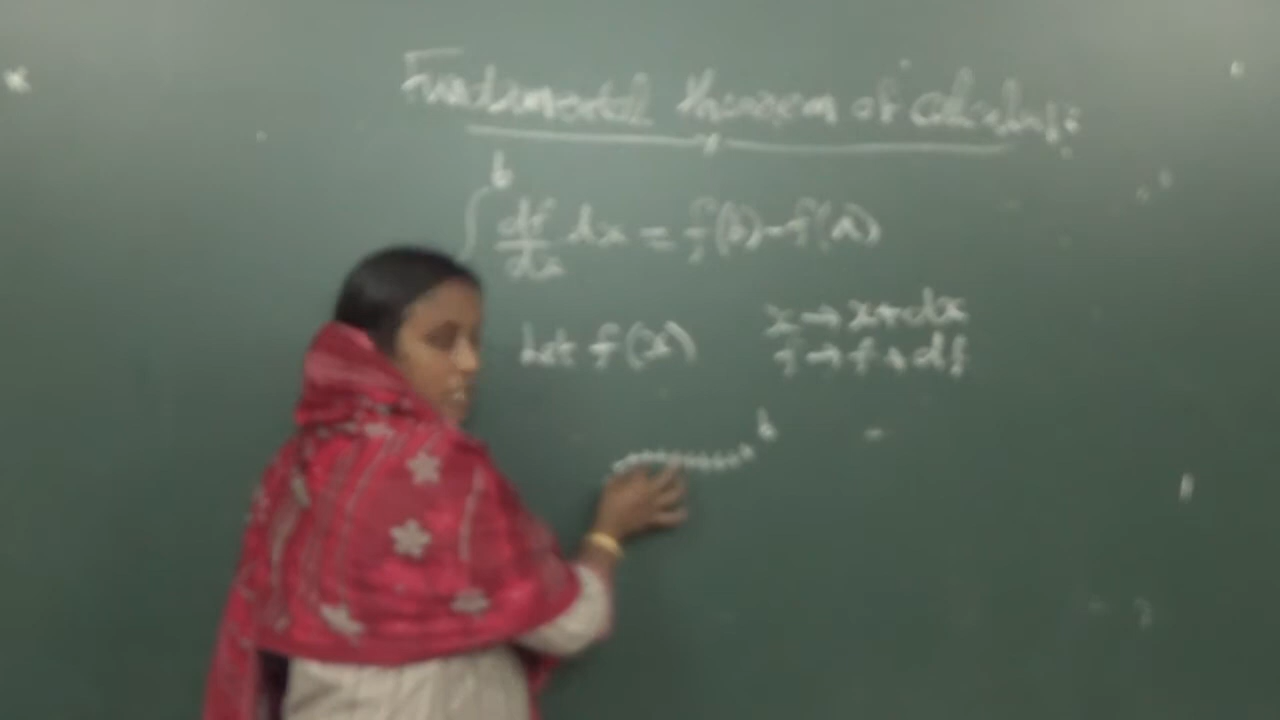 Fundamental theorem of Calculus:
b
∫ df/dx dx = f(b) - f(a)
Let f(x) x → x+dx
f → f+df
b